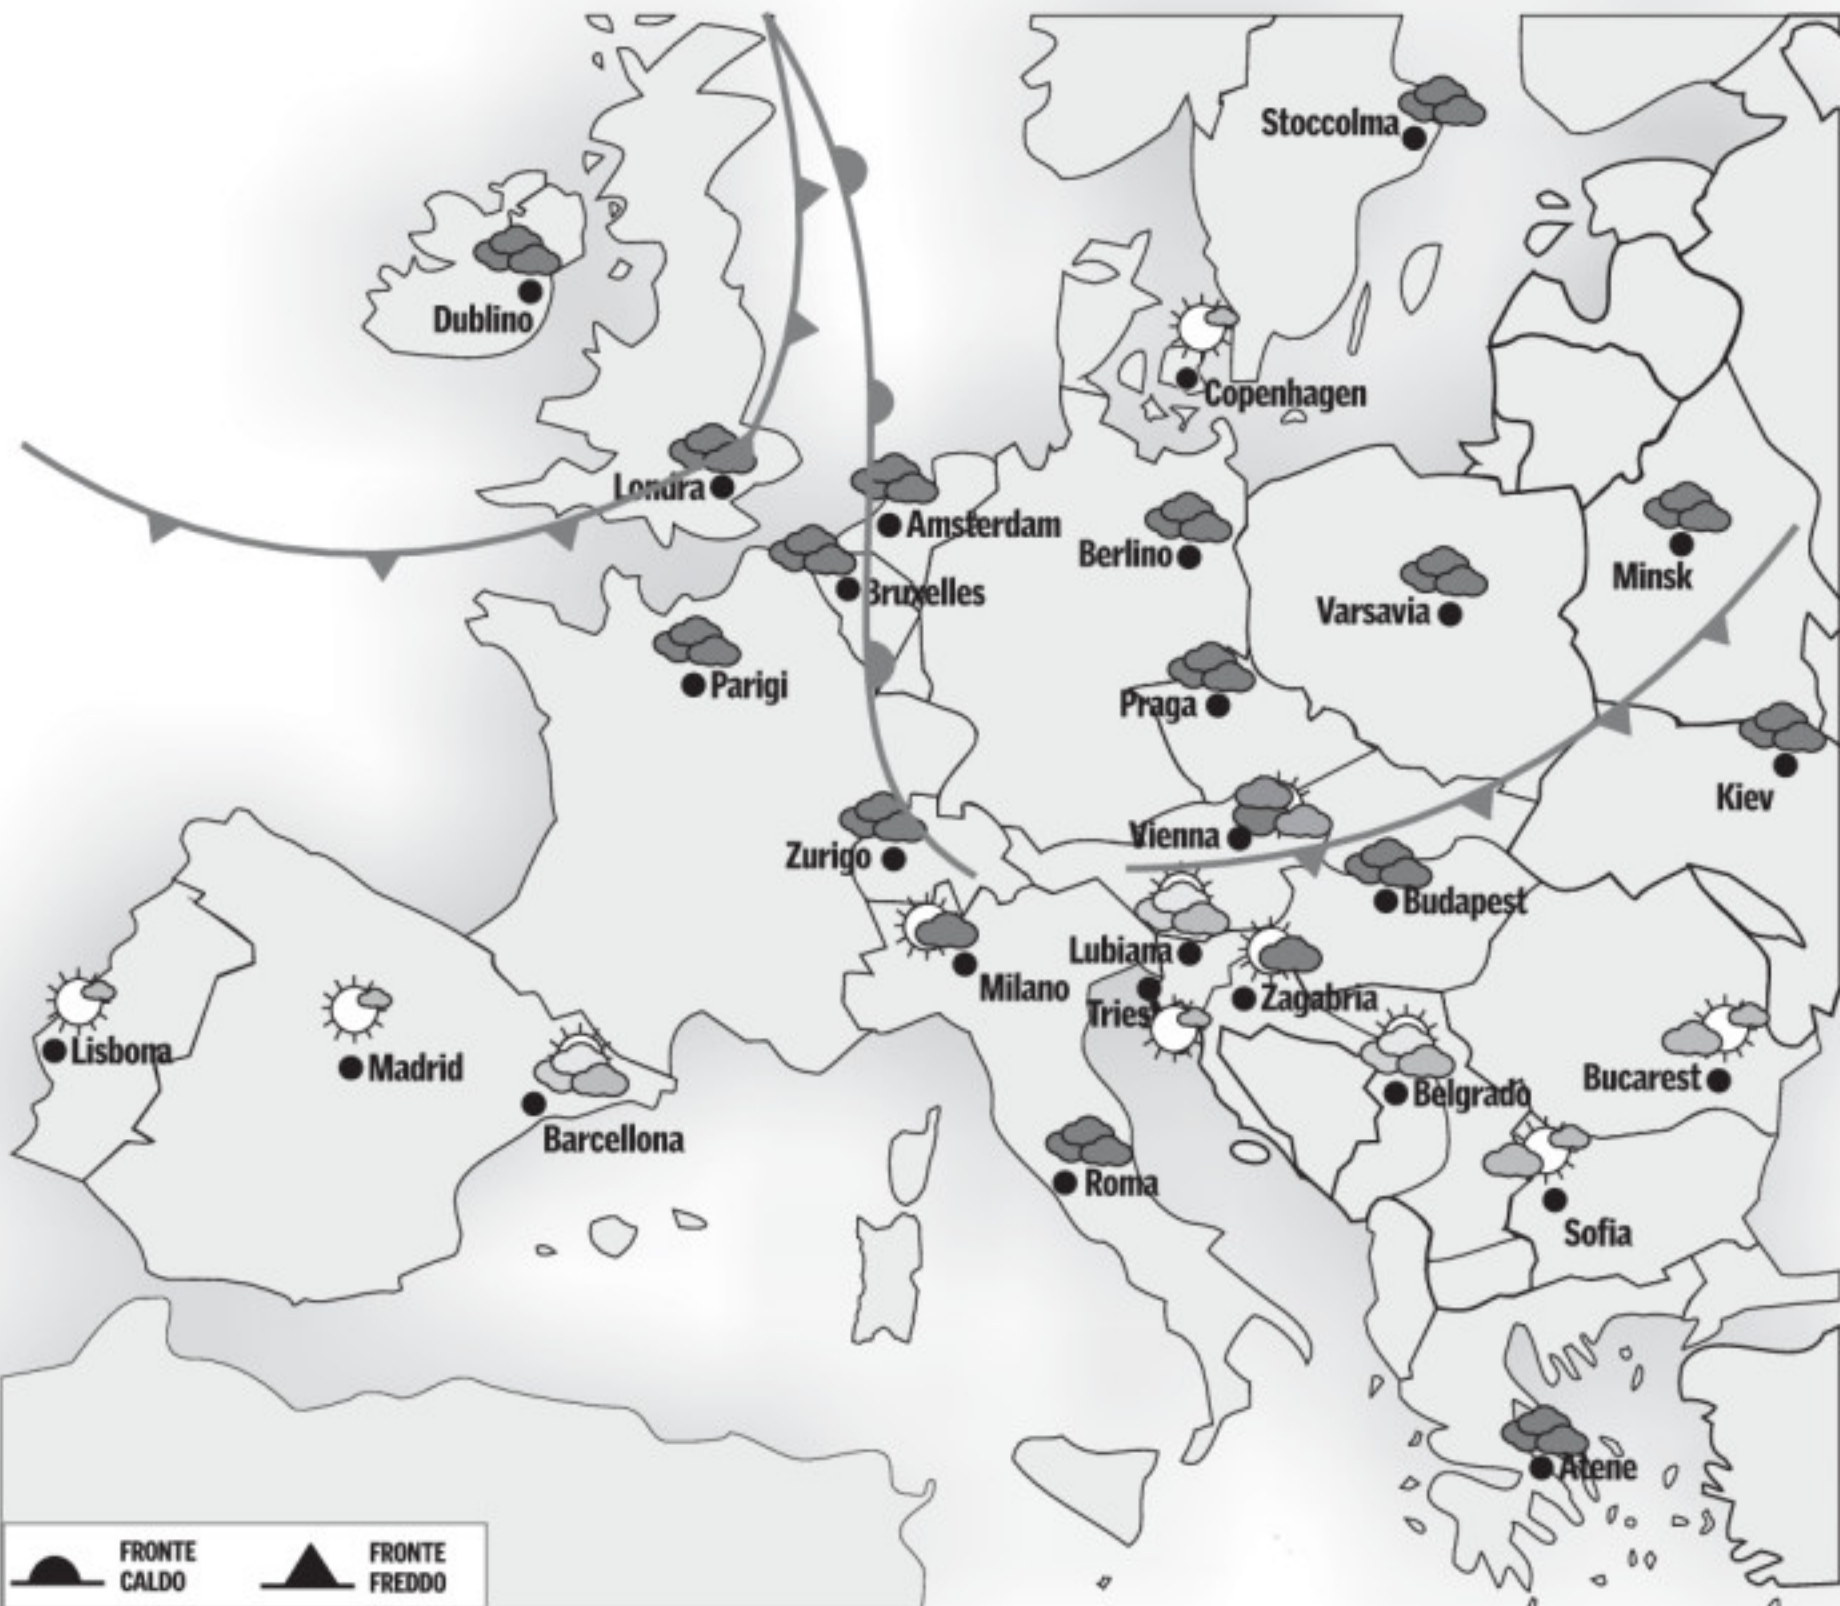 Stoccolma
Dublino
Copenhagen
Londra
Amsterdam
Berlino
Bruxelles
Minsk
Varsavia
Parigi
Praga
Kiev
Vienna
Zurigo
Budapest
Lubiana
Milano
Zagabria
Triest
Lisbona
Madrid
Belgrado
Bucarest
Barcellona
Roma
Sofia
Atene
FRONTE
CALDO
FRONTE
FREDDO